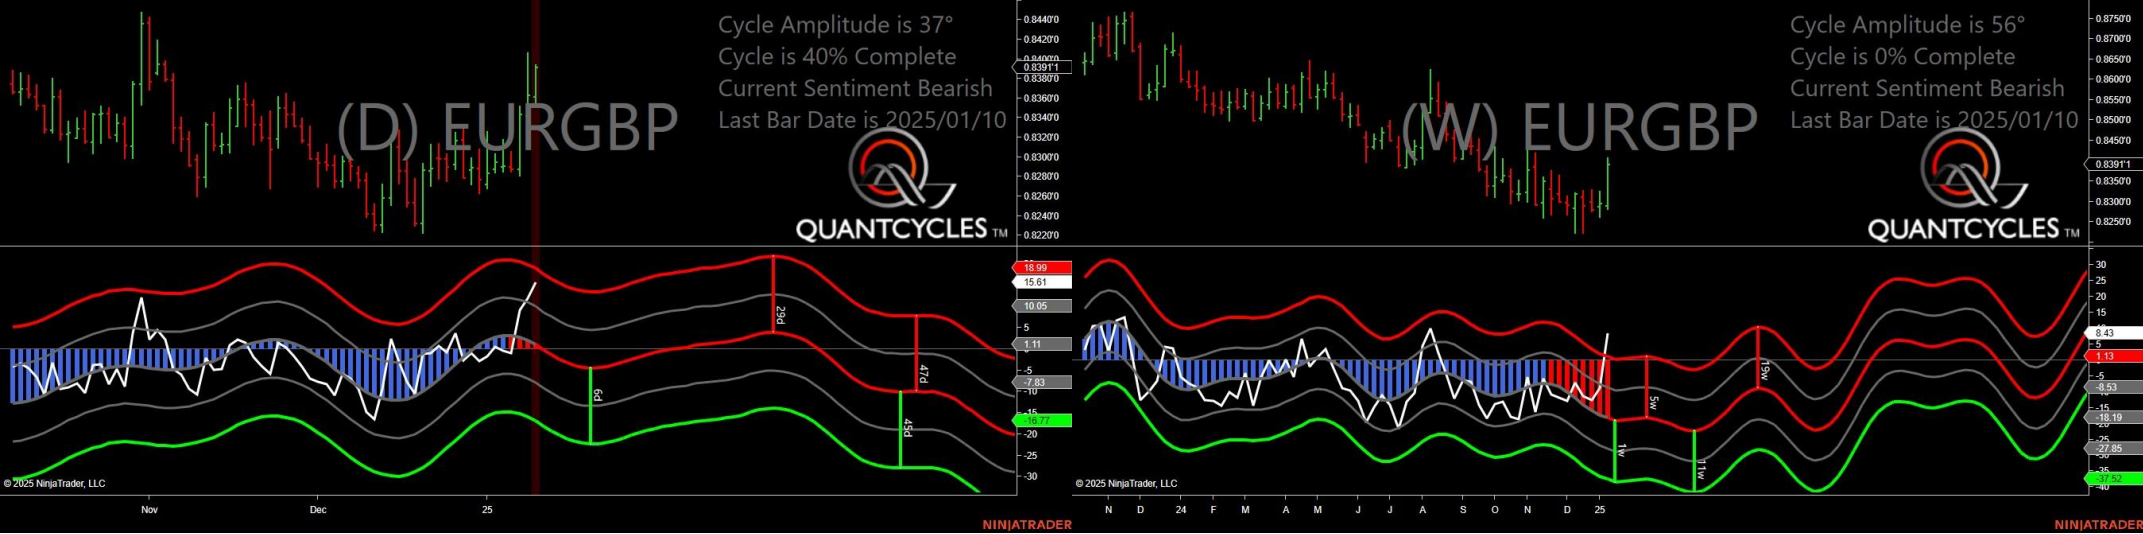 Cycle Amplitude is 37°
Cycle is 40% Complete
Current Sentiment Bearish
Last Bar Date is 2025/01/10
(D) EURGBP
QUANTCYCLES TM
0.8440'0
0.8420'0
0.8400'0
0.8391'1
0.8380'0
0.8360'0
0.8340'0
0.8320'0
0.8300'0
0.8280'0
0.8260'0
0.8240'0
0.8220'0
18.99
15.61
10.05
5
1.11
-5
-7.83
-10
-15
-16.77
-20
-25
-30
29d
47d
6d
45d
© 2025 NinjaTrader, LLC
Nov
Dec
25
NINJATRADER
Cycle Amplitude is 56°
Cycle is 0% Complete
Current Sentiment Bearish
Last Bar Date is 2025/01/10
(W) EURGBP
QUANTCYCLES TM
0.8750'0
0.8700'0
0.8650'0
0.8600'0
0.8550'0
0.8500'0
0.8450'0
0.8391'1
0.8350'0
0.8300'0
0.8250'0
30
25
20
15
8.43
1.13
-5
-8.53
-15
-18.19
-27.85
-35
-37.52
-40
19w
5w
1w
11w
© 2025 NinjaTrader, LLC
N
D
24
F
M
A
M
J
J
A
S
O
N
D
25
NINJATRADER